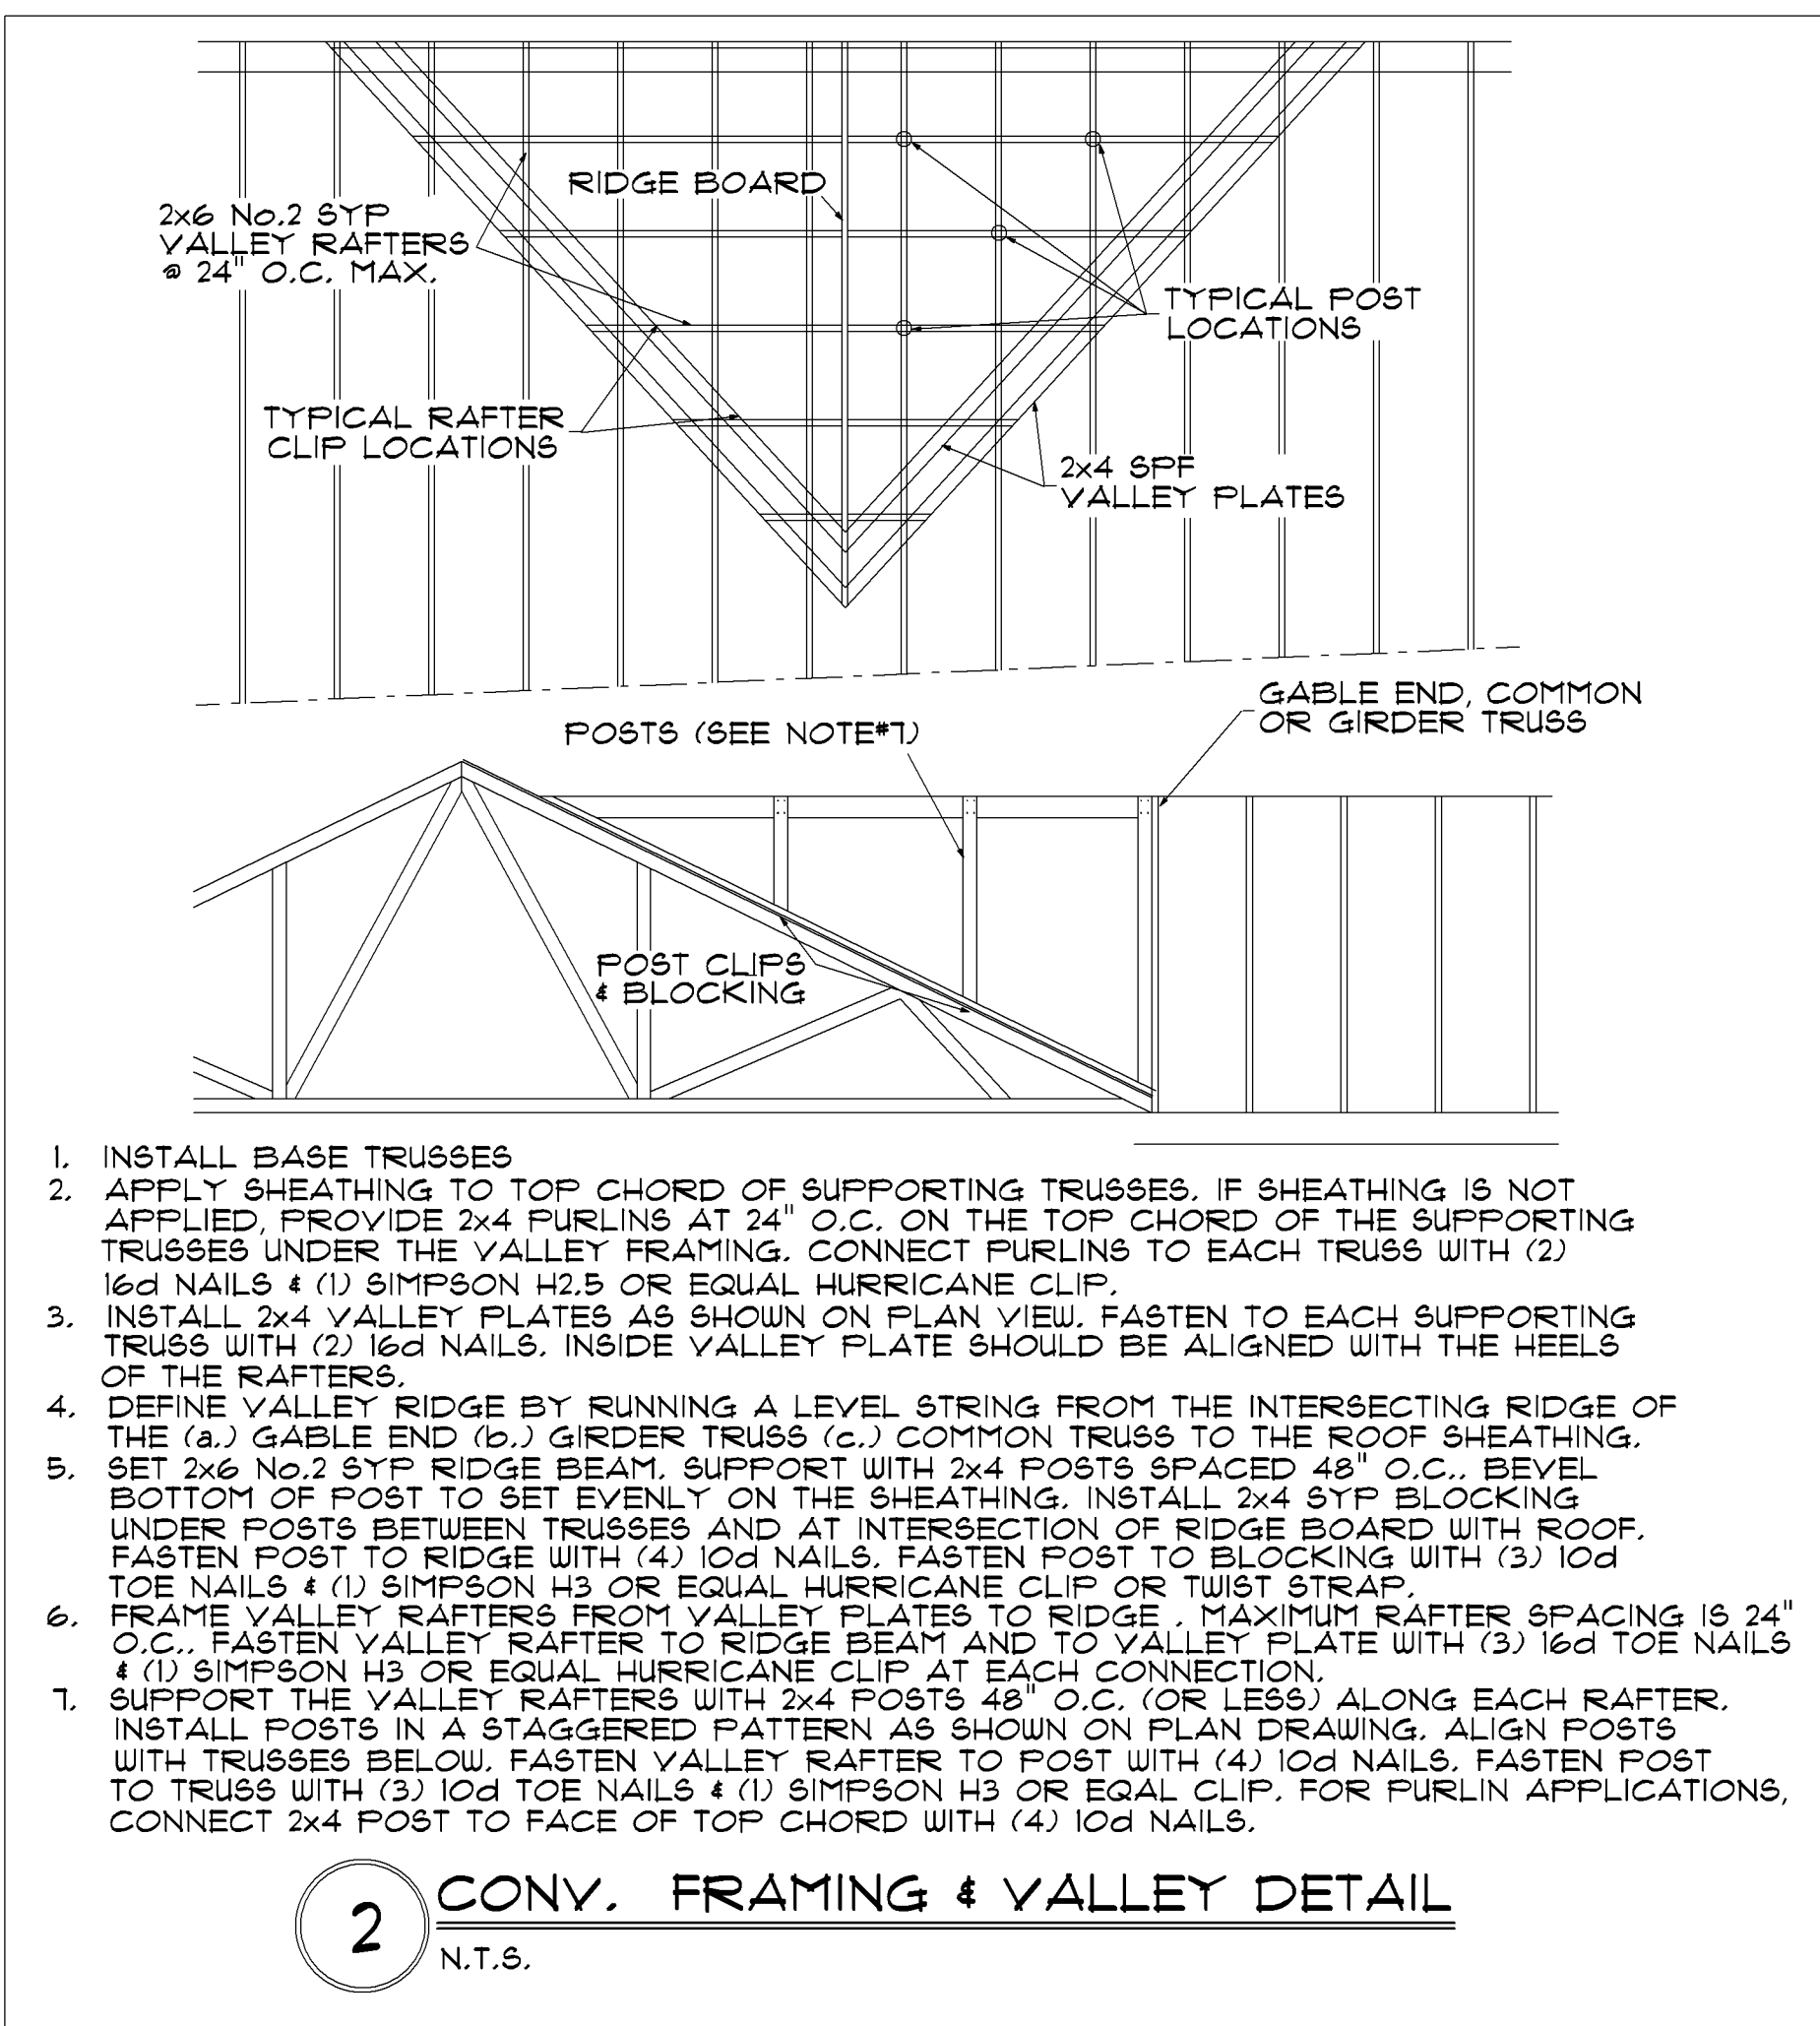 RIDGE BOARD
2x6 No.2 SYP
VALLEY RAFTERS
@ 24" O.C. MAX.
TYPICAL POST
LOCATIONS
TYPICAL RAFTER
CLIP LOCATIONS
2x4 SPF
VALLEY PLATES
GABLE END, COMMON
OR GIRDER TRUSS
POSTS (SEE NOTE#7)
POST CLIPS
& BLOCKING
1. INSTALL BASE TRUSSES
2. APPLY SHEATHING TO TOP CHORD OF SUPPORTING TRUSSES. IF SHEATHING IS NOT
APPLIED, PROVIDE 2x4 PURLINS AT 24" O.C. ON THE TOP CHORD OF THE SUPPORTING
TRUSSES UNDER THE VALLEY FRAMING. CONNECT PURLINS TO EACH TRUSS WITH (2)
16d NAILS & (1) SIMPSON H2.5 OR EQUAL HURRICANE CLIP.
3. INSTALL 2x4 VALLEY PLATES AS SHOWN ON PLAN VIEW. FASTEN TO EACH SUPPORTING
TRUSS WITH (2) 16d NAILS. INSIDE VALLEY PLATE SHOULD BE ALIGNED WITH THE HEELS
OF THE RAFTERS.
4. DEFINE VALLEY RIDGE BY RUNNING A LEVEL STRING FROM THE INTERSECTING RIDGE OF
THE (a.) GABLE END (b.) GIRDER TRUSS (c.) COMMON TRUSS TO THE ROOF SHEATHING.
5. SET 2x6 No.2 SYP RIDGE BEAM. SUPPORT WITH 2x4 POSTS SPACED 48" O.C.. BEVEL
BOTTOM OF POST TO SET EVENLY ON THE SHEATHING. INSTALL 2x4 SYP BLOCKING
UNDER POSTS BETWEEN TRUSSES AND AT INTERSECTION OF RIDGE BOARD WITH ROOF.
FASTEN POST TO RIDGE WITH (4) 10d NAILS. FASTEN POST TO BLOCKING WITH (3) 10d
TOE NAILS & (1) SIMPSON H3 OR EQUAL HURRICANE CLIP OR TWIST STRAP.
6. FRAME VALLEY RAFTERS FROM VALLEY PLATES TO RIDGE . MAXIMUM RAFTER SPACING IS 24"
O.C.. FASTEN VALLEY RAFTER TO RIDGE BEAM AND TO VALLEY PLATE WITH (3) 16d TOE NAILS
& (1) SIMPSON H3 OR EQUAL HURRICANE CLIP AT EACH CONNECTION.
7. SUPPORT THE VALLEY RAFTERS WITH 2x4 POSTS 48" O.C. (OR LESS) ALONG EACH RAFTER.
INSTALL POSTS IN A STAGGERED PATTERN AS SHOWN ON PLAN DRAWING. ALIGN POSTS
WITH TRUSSES BELOW. FASTEN VALLEY RAFTER TO POST WITH (4) 10d NAILS. FASTEN POST
TO TRUSS WITH (3) 10d TOE NAILS & (1) SIMPSON H3 OR EQAL CLIP. FOR PURLIN APPLICATIONS,
CONNECT 2x4 POST TO FACE OF TOP CHORD WITH (4) 10d NAILS.
2 CONV. FRAMING & VALLEY DETAIL
N.T.S.